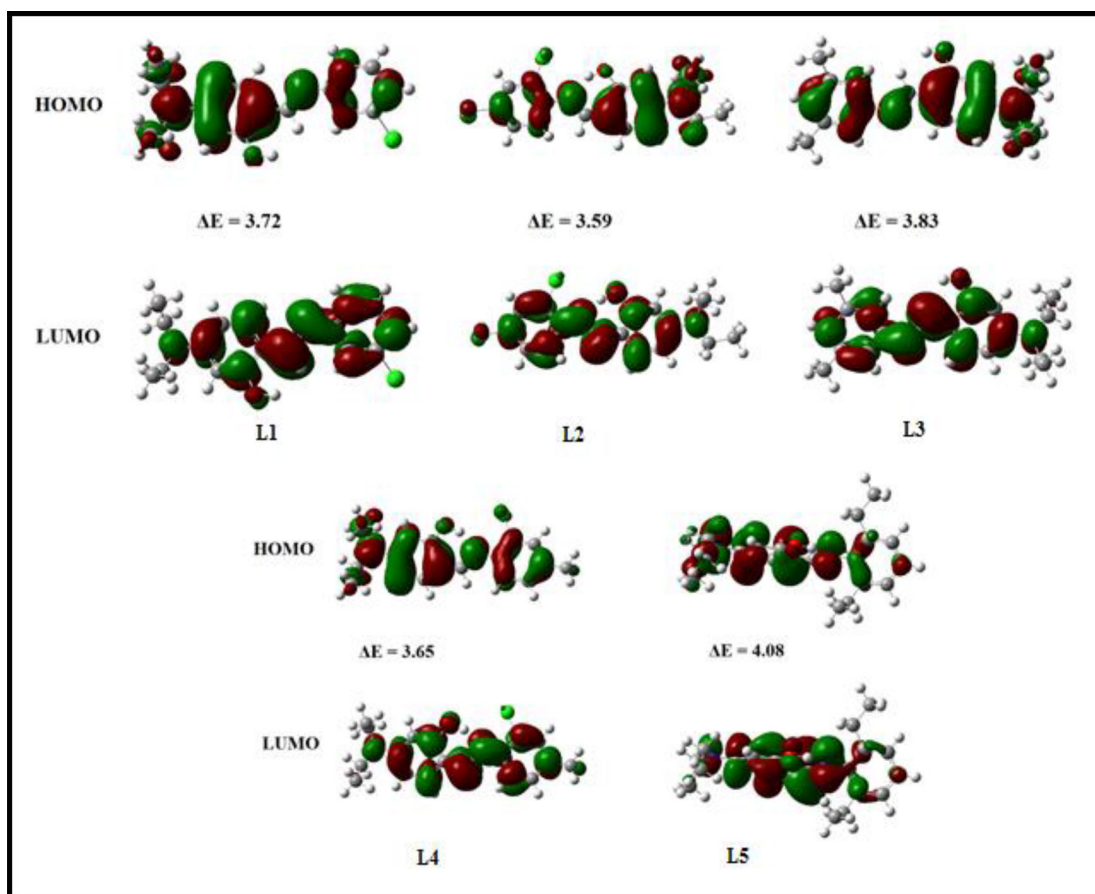 HOMO
ΔE = 3.72 ΔE = 3.59 ΔE = 3.83
LUMO
L1 L2 L3
HOMO
ΔE = 3.65 ΔE = 4.08
LUMO
L4 L5